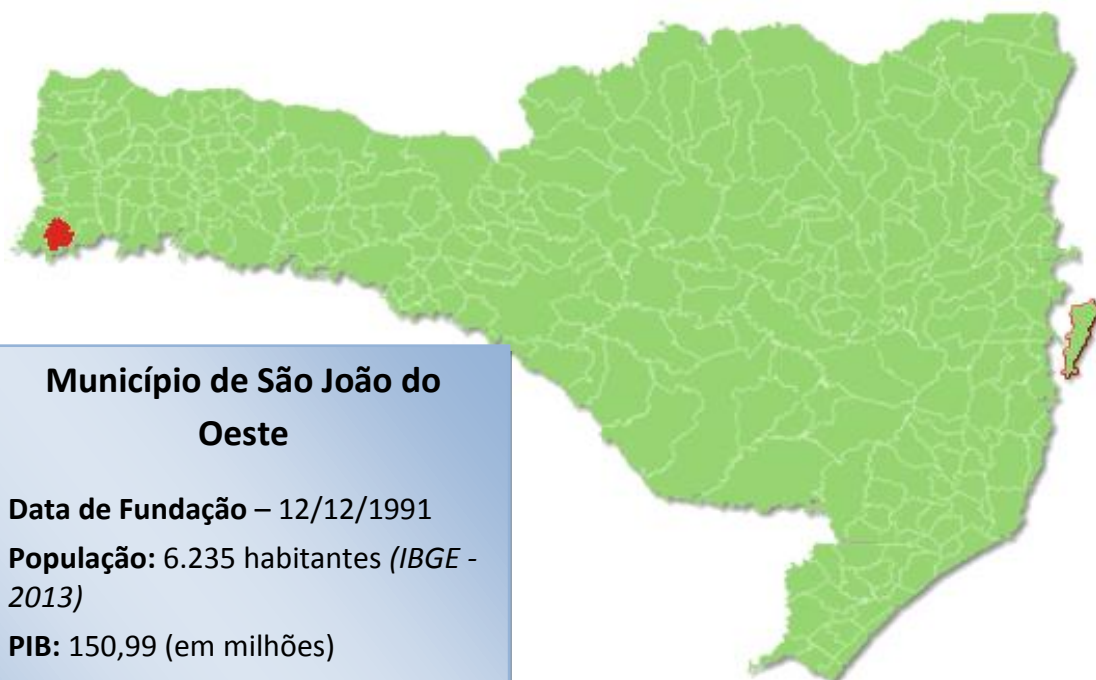 Município de São João do
Oeste
Data de Fundação – 12/12/1991
População: 6.235 habitantes (IBGE -
2013)
PIB: 150,99 (em milhões)